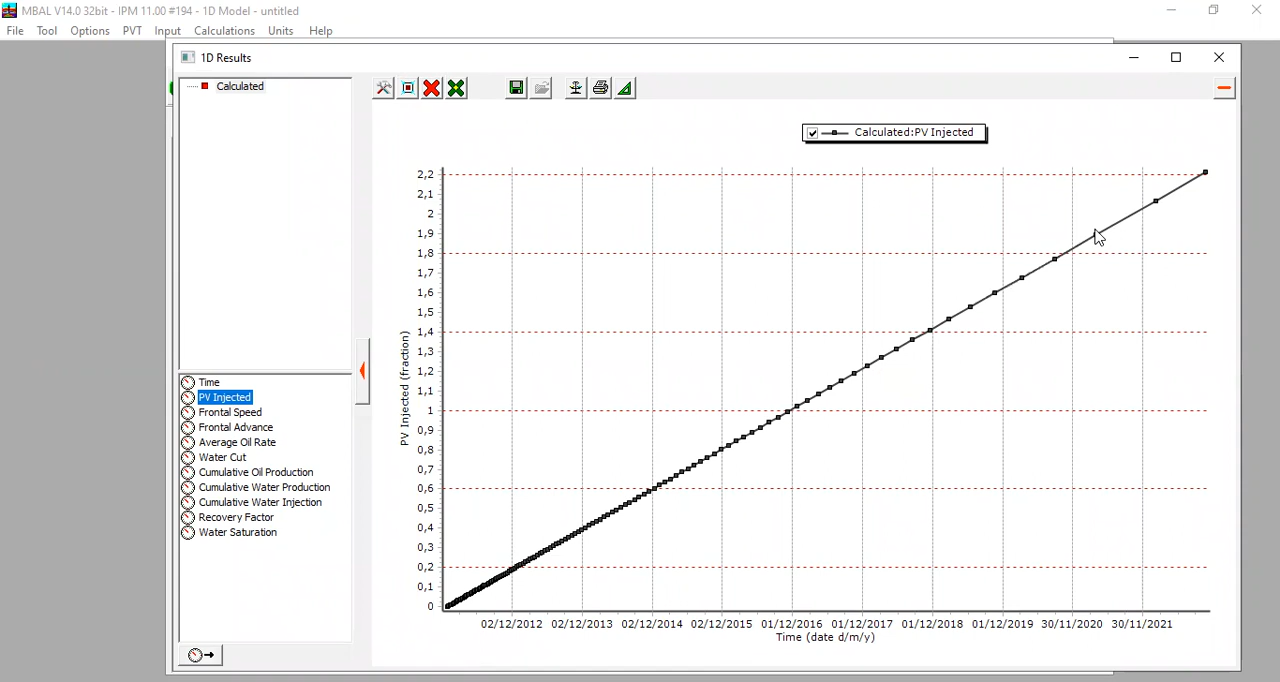 MBAL V14.0 32bit - IPM 11.00 #194 - 1D Model - untitled
File Tool Options PVT Input Calculations Units Help
1D Results
Calculated
Calculated:PV Injected
Time
PV Injected
Frontal Speed
Frontal Advance
Average Oil Rate
Water Cut
Cumulative Oil Production
Cumulative Water Production
Cumulative Water Injection
Recovery Factor
Water Saturation
PV Injected (fraction)
2,2
2,1
2
1,9
1,8
1,7
1,6
1,5
1,4
1,3
1,2
1,1
1
0,9
0,8
0,7
0,6
0,5
0,4
0,3
0,2
0,1
0
02/12/2012 02/12/2013 02/12/2014 02/12/2015 01/12/2016 01/12/2017 01/12/2018 01/12/2019 30/11/2020 30/11/2021
Time (date d/m/y)